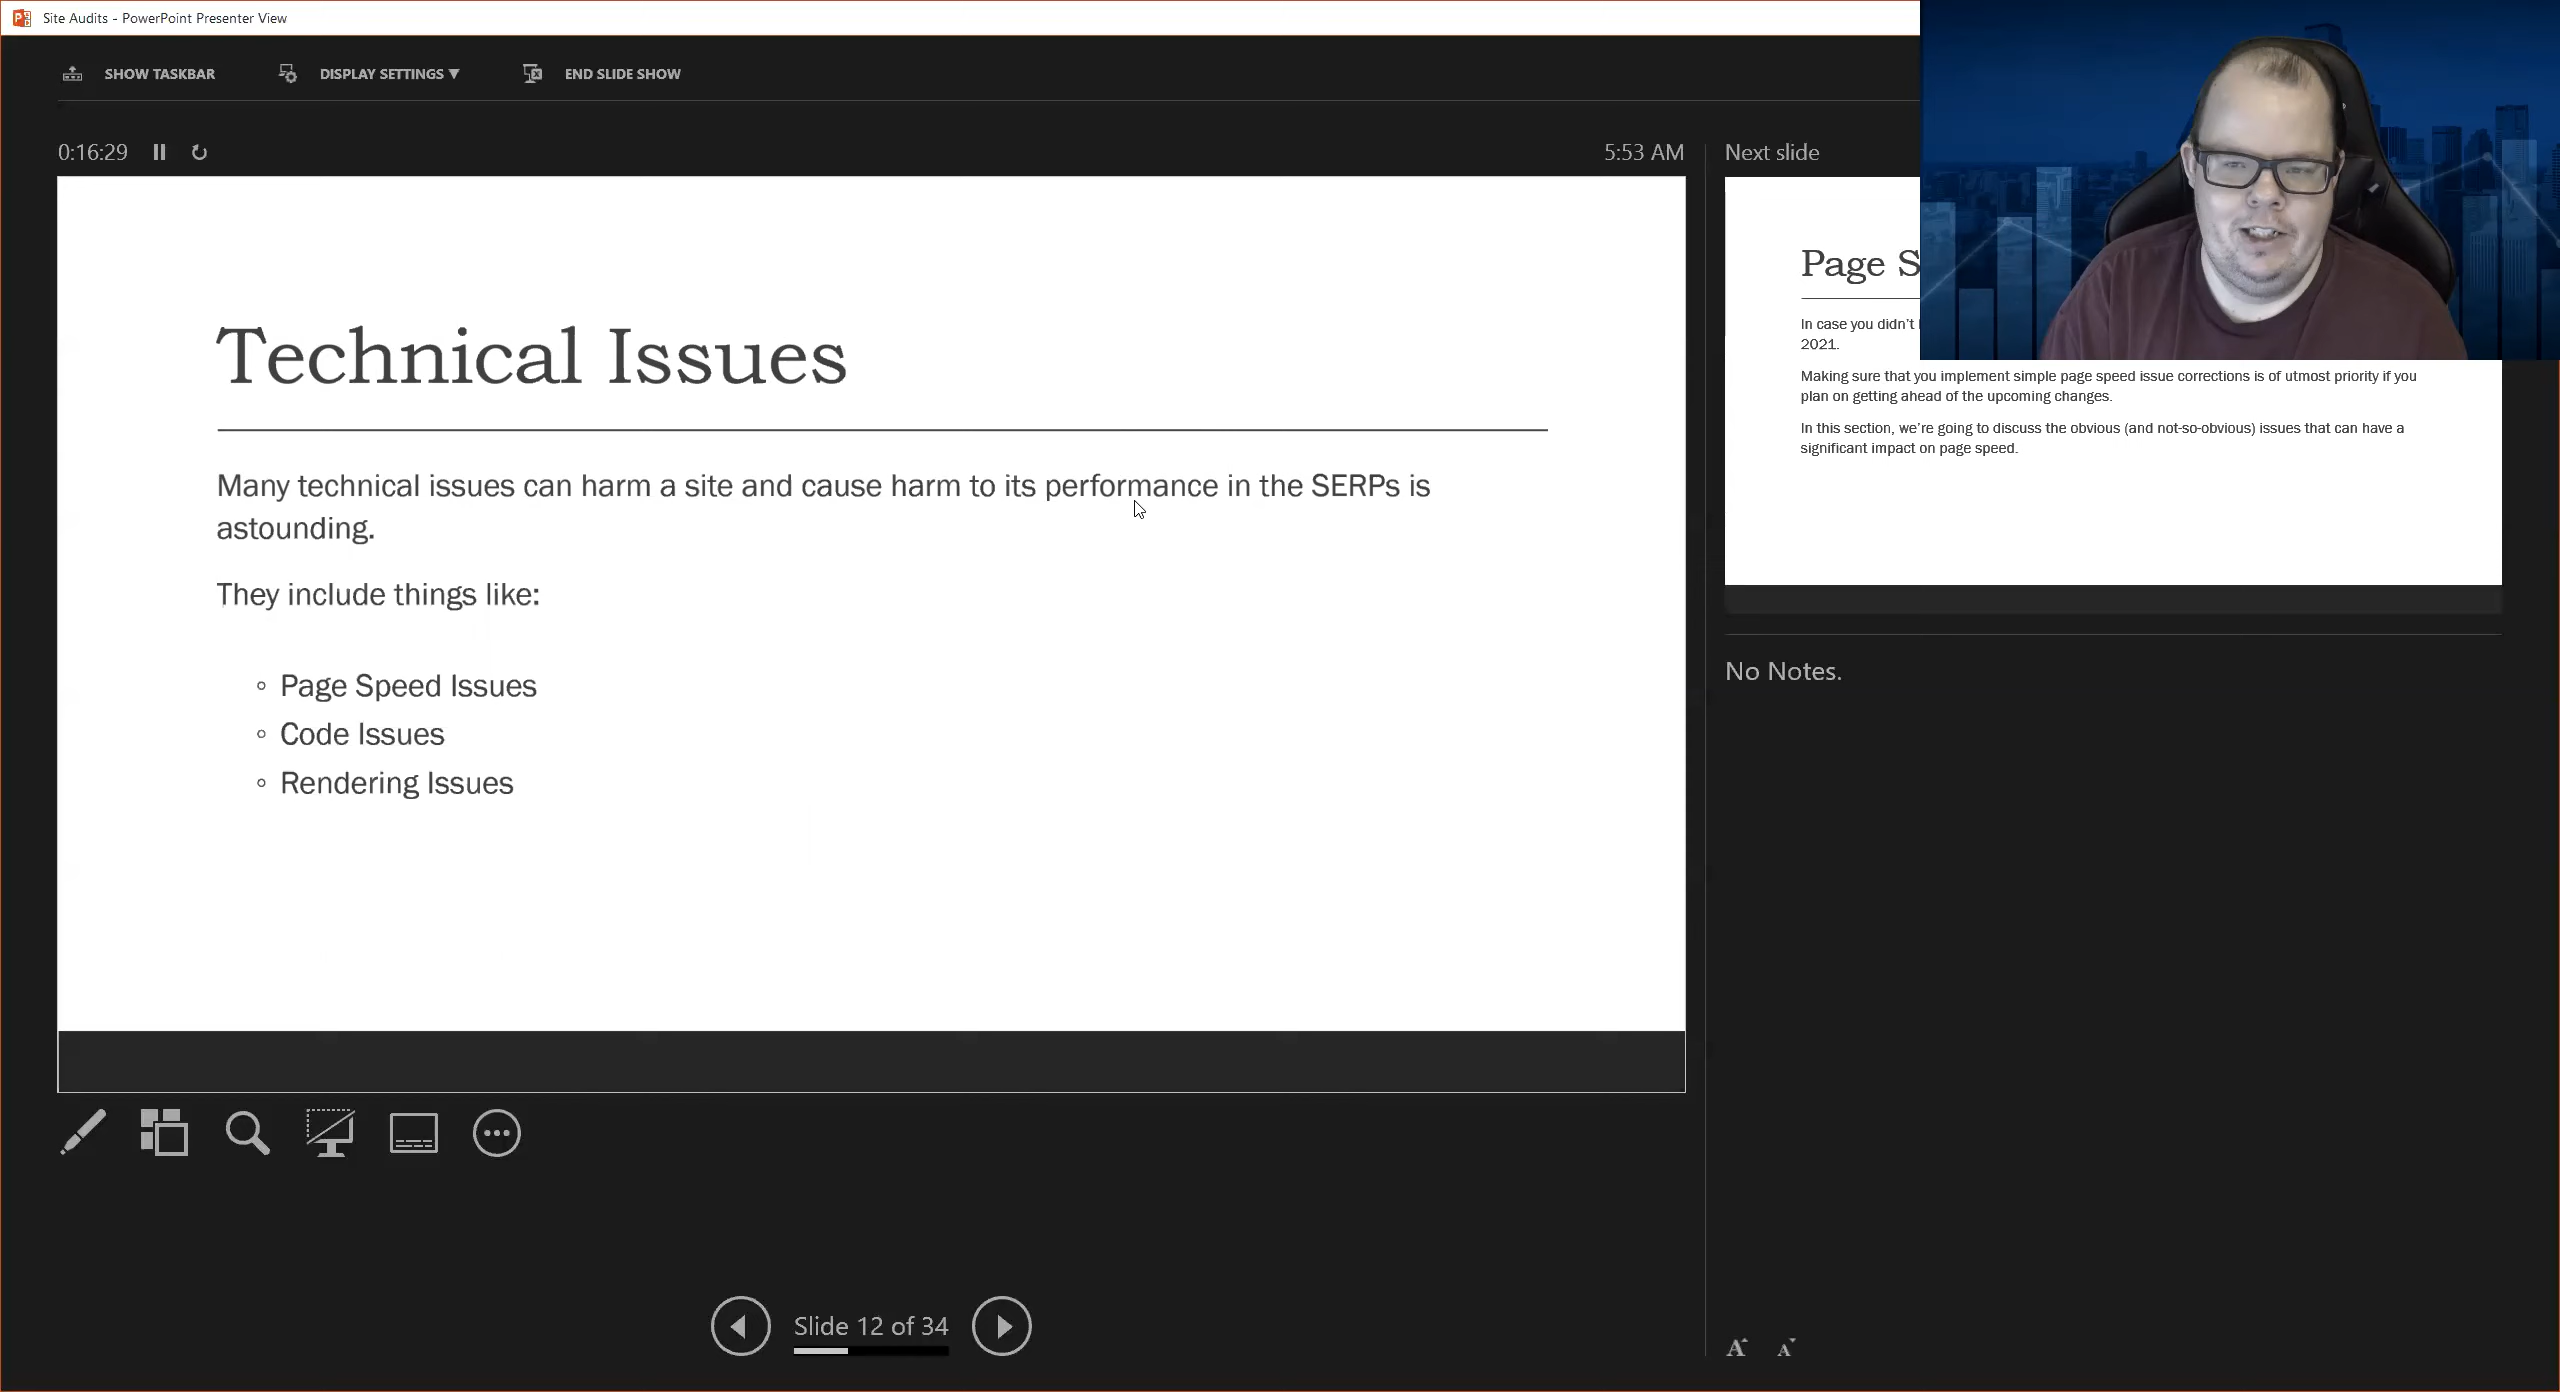 Site Audits - PowerPoint Presenter View
SHOW TASKBAR
DISPLAY SETTINGS ▼
END SLIDE SHOW
0:16:29
5:53 AM
Technical Issues
Many technical issues can harm a site and cause harm to its performance in the SERPs is
astounding.
They include things like:
◦ Page Speed Issues
◦ Code Issues
◦ Rendering Issues
Slide 12 of 34
Next slide
Page S
In case you didn't
2021.
Making sure that you implement simple page speed issue corrections is of utmost priority if you
plan on getting ahead of the upcoming changes.
In this section, we're going to discuss the obvious (and not-so-obvious) issues that can have a
significant impact on page speed.
No Notes.
A A